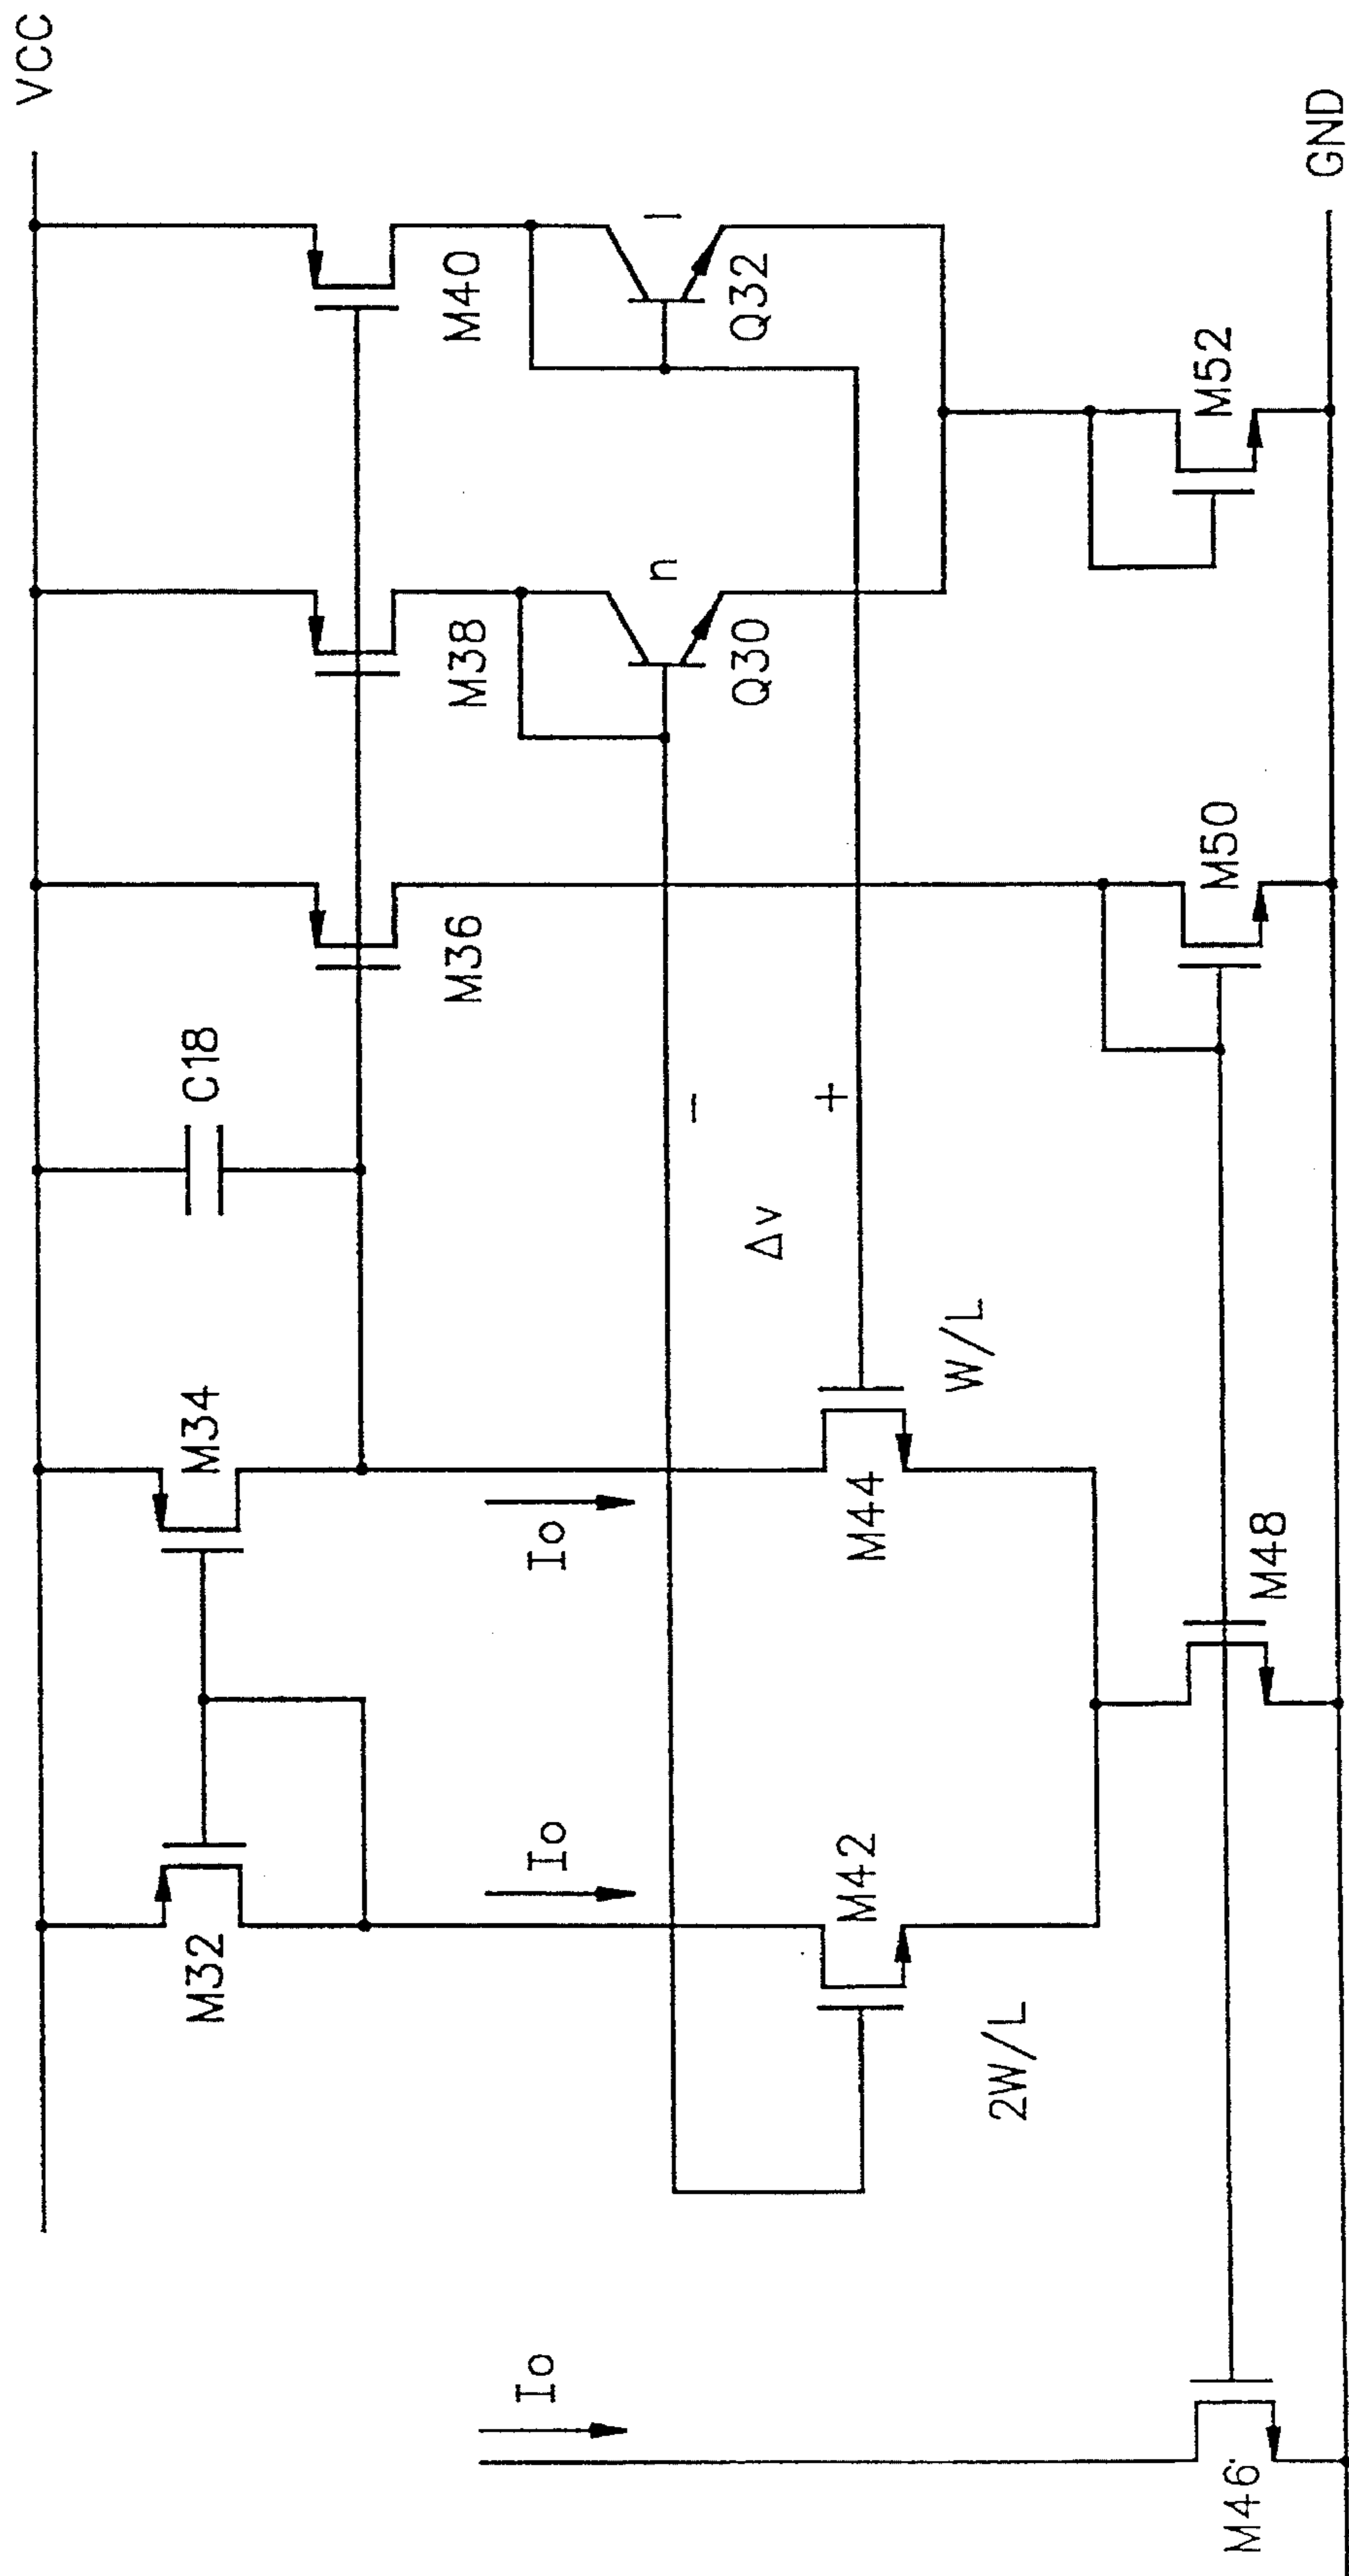 VCC
M32
M34
C18
M36
M38
M40
Io
Io
Io
n
1
Q30
Q32
Δv
−
+
M42
2W/L
M44
W/L
M46
M48
M50
M52
GND